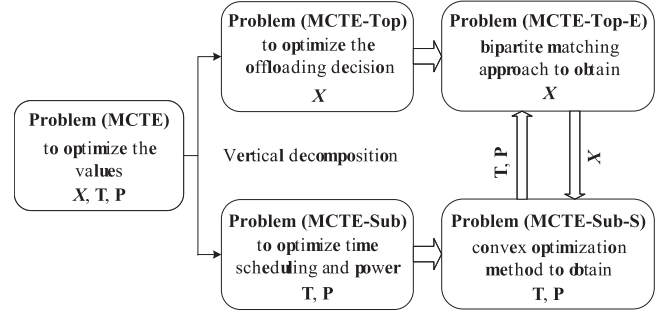 Problem (MCTE)
to optimize the
values
X, T, P
Vertical decomposition
Problem (MCTE-Top)
to optimize the
offloading decision
X
Problem (MCTE-Top-E)
bipartite matching
approach to obtain
X
T, P
X
Problem (MCTE-Sub)
to optimize time
scheduling and power
T, P
Problem (MCTE-Sub-S)
convex optimization
method to obtain
T, P